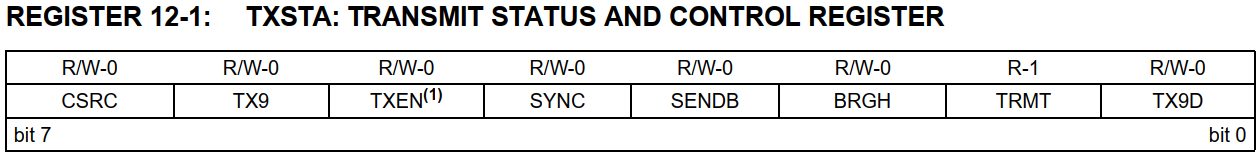 REGISTER 12-1: TXSTA: TRANSMIT STATUS AND CONTROL REGISTER
R/W-0 R/W-0 R/W-0 R/W-0 R/W-0 R/W-0 R-1 R/W-0
CSRC TX9 TXEN(1) SYNC SENDB BRGH TRMT TX9D
bit 7 bit 0